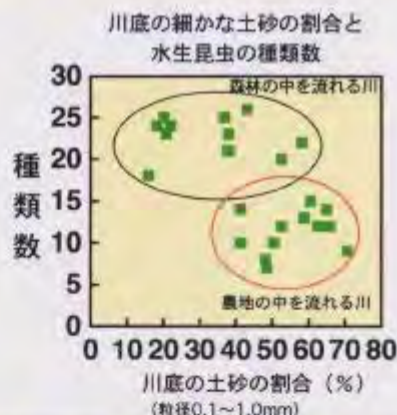 川底の細かな土砂の割合と
水生昆虫の種類数
30
25
20
15
10
5
0
種類数
森林の中を流れる川
農地の中を流れる川
0 10 20 30 40 50 60 70 80
川底の土砂の割合（%）
(粒径0.1～1.0mm)